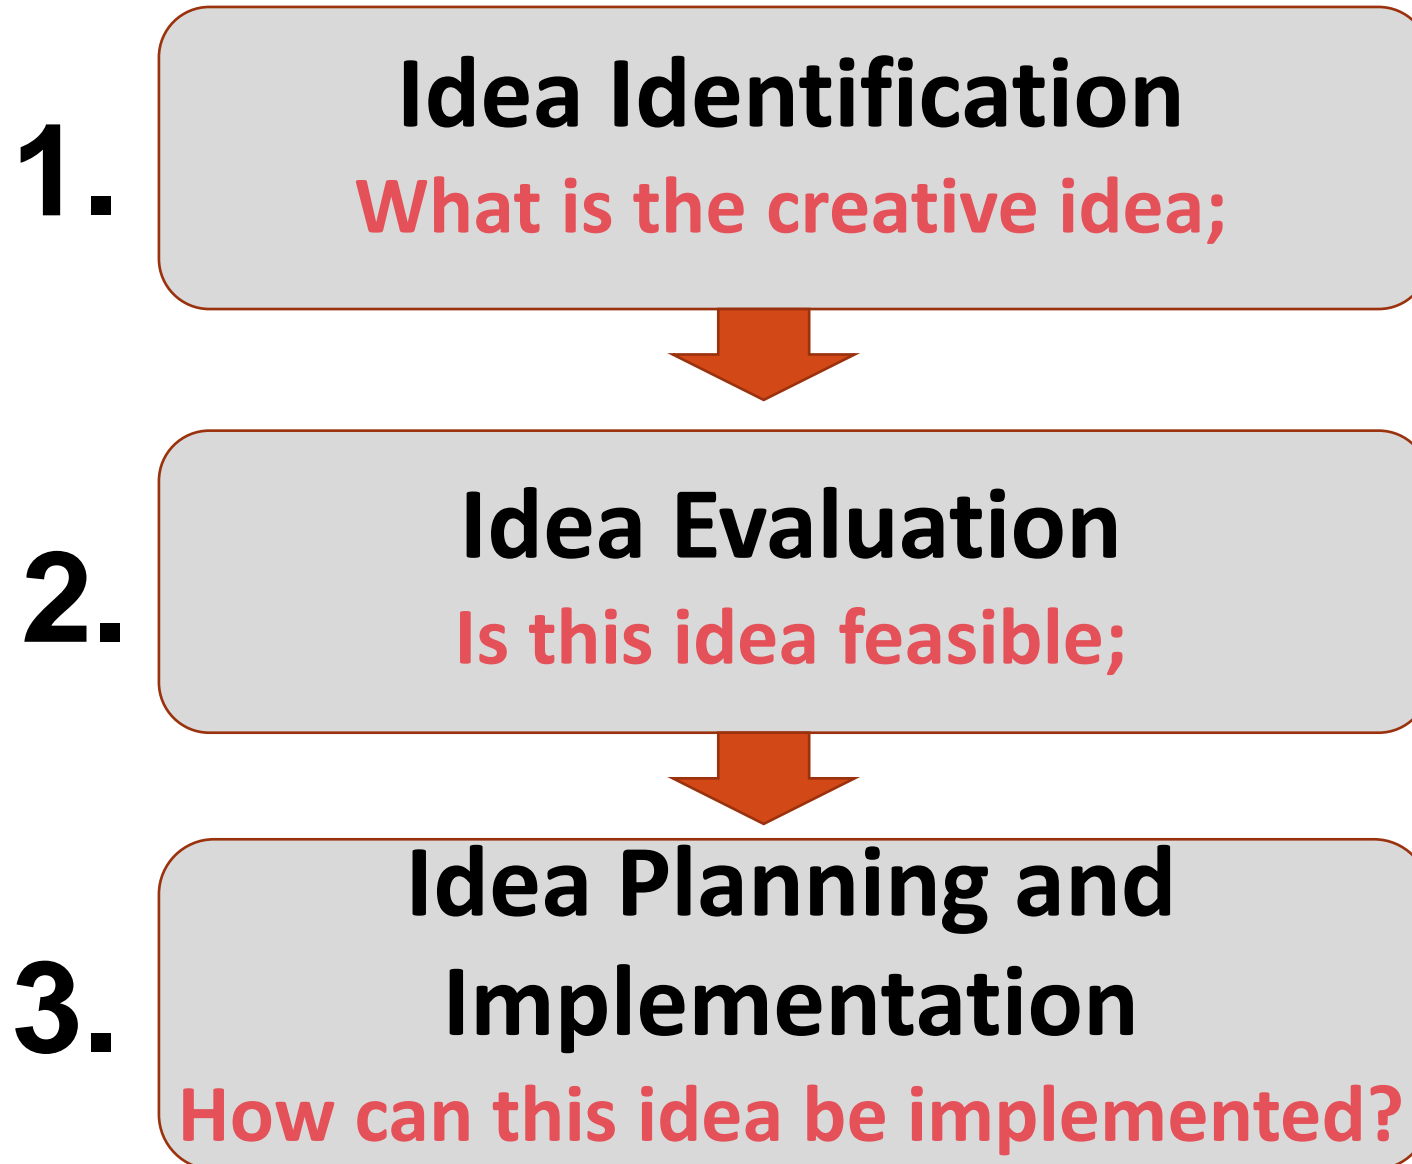 1.
Idea Identification
What is the creative idea;
2.
Idea Evaluation
Is this idea feasible;
3.
Idea Planning and
Implementation
How can this idea be implemented?